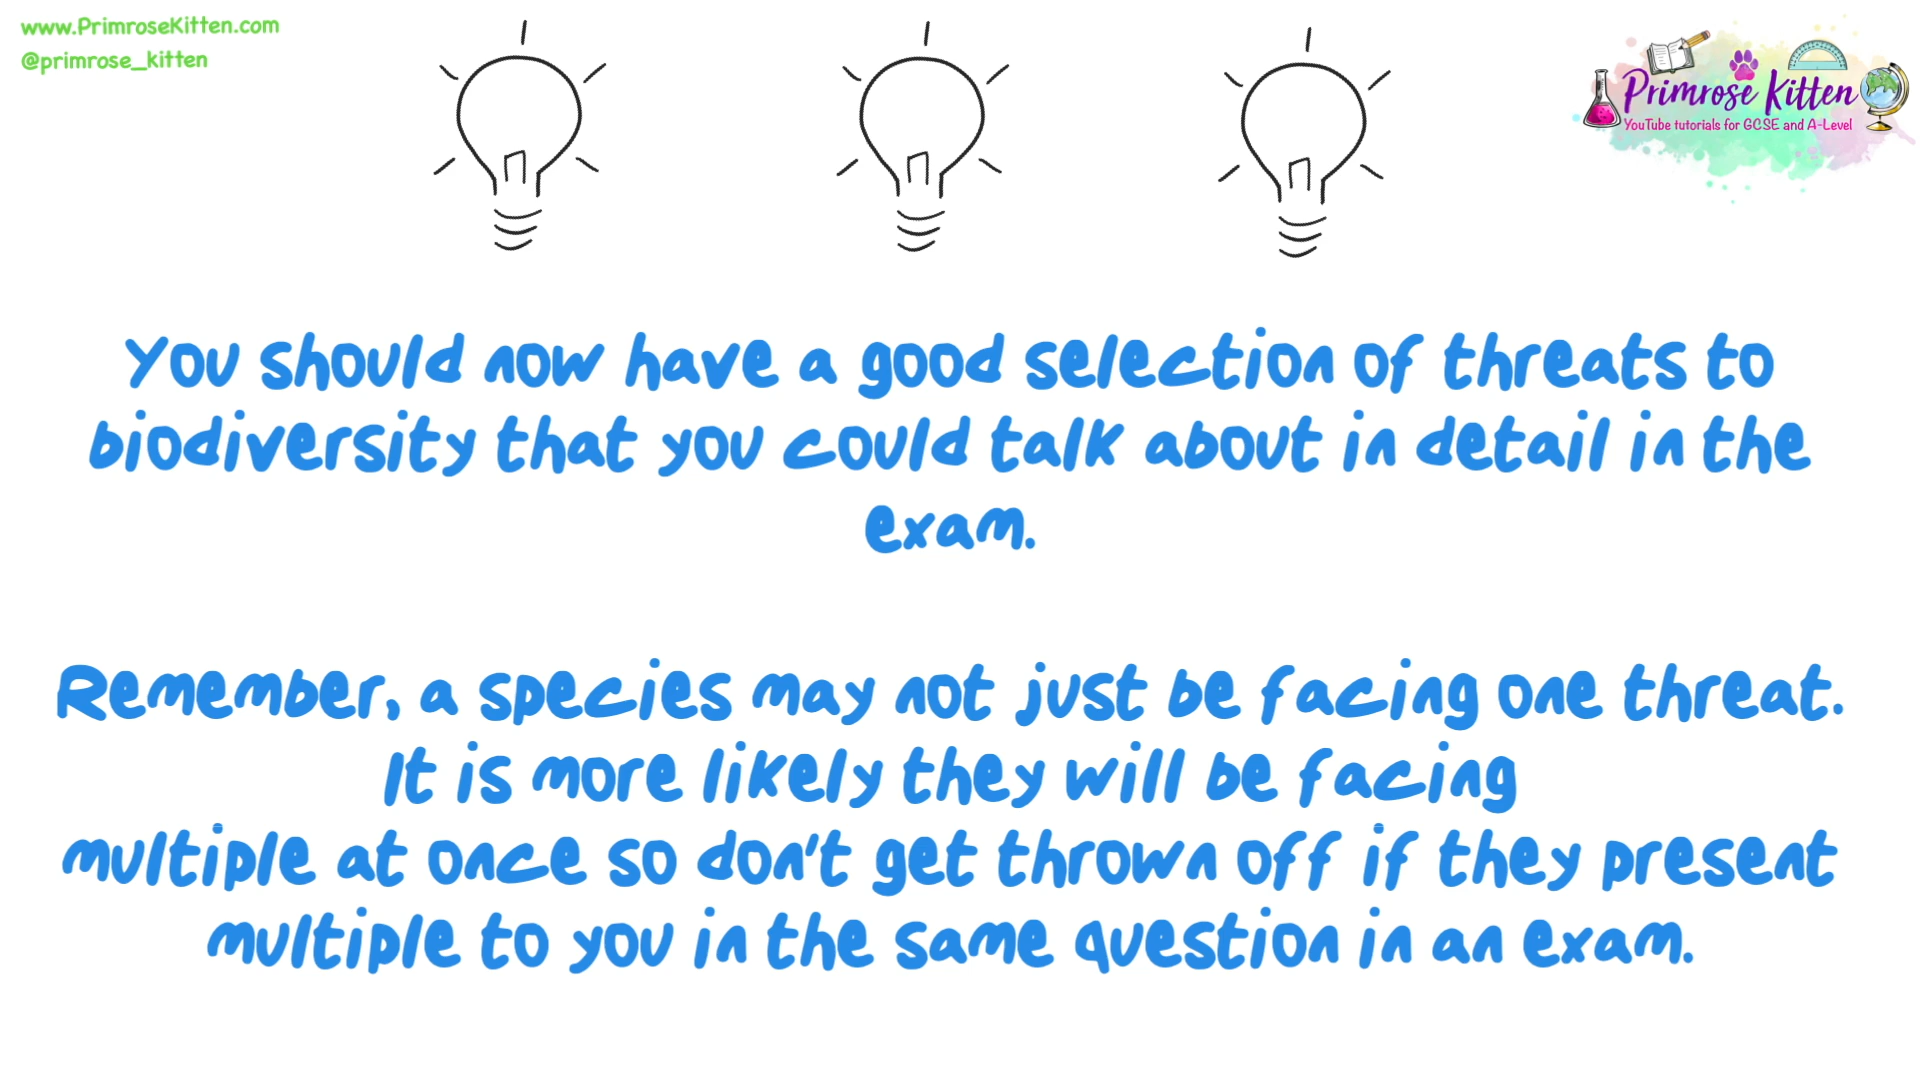 www.PrimroseKitten.com
@primrose_kitten
Primrose Kitten
YouTube tutorials for GCSE and A-Level
You should now have a good selection of threats to
biodiversity that you could talk about in detail in the
exam.
Remember, a species may not just be facing one threat.
It is more likely they will be facing
multiple at once so don't get thrown off if they present
multiple to you in the same question in an exam.